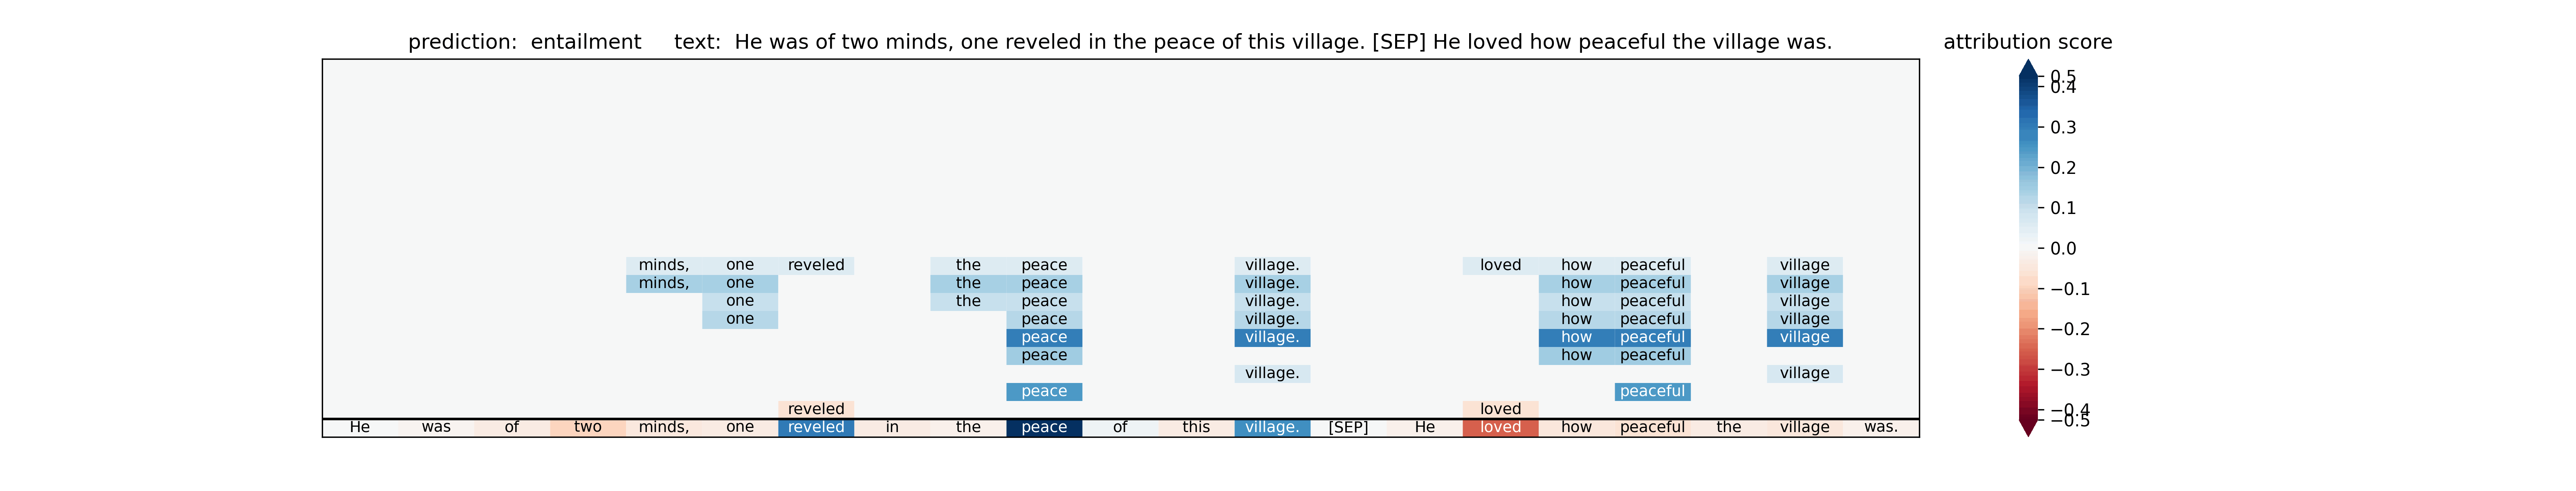 prediction: entailment text: He was of two minds, one reveled in the peace of this village. [SEP] He loved how peaceful the village was.
attribution score
minds, one reveled the peace village. loved how peaceful village
minds, one the peace village. how peaceful village
one the peace village. how peaceful village
one peace village. how peaceful village
peace village. how peaceful village
peace how peaceful
village. village
peace peaceful
reveled loved
He was of two minds, one reveled in the peace of this village. [SEP] He loved how peaceful the village was.
0.5
0.4
0.3
0.2
0.1
0.0
−0.1
−0.2
−0.3
−0.4
−0.5